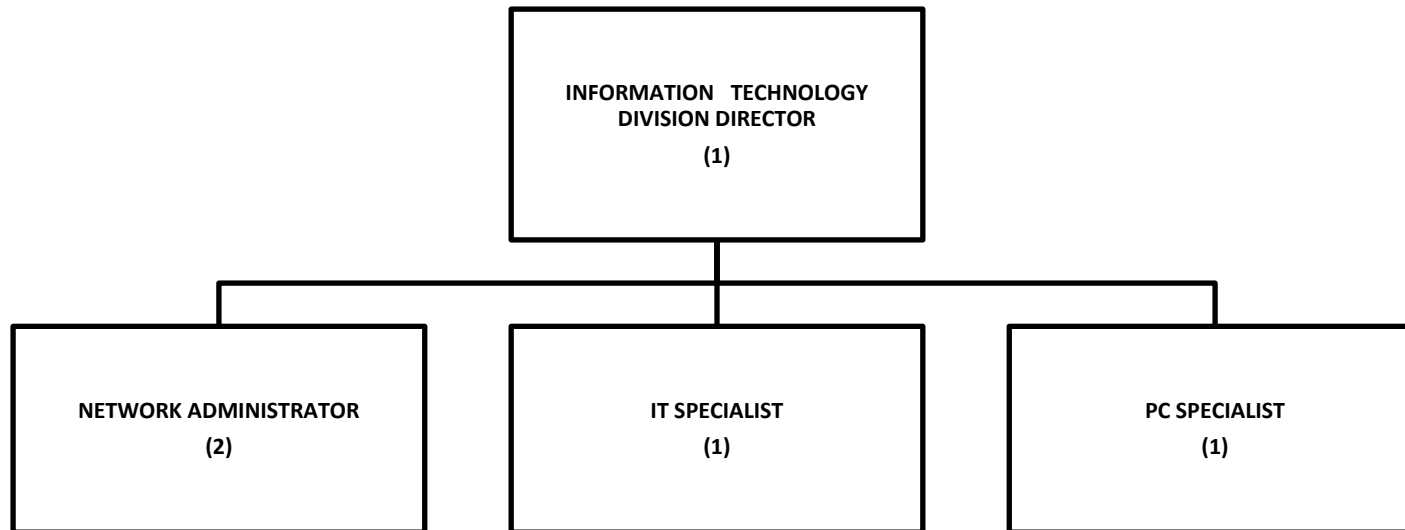 INFORMATION TECHNOLOGY
DIVISION DIRECTOR
(1)
NETWORK ADMINISTRATOR
(2)
IT SPECIALIST
(1)
PC SPECIALIST
(1)